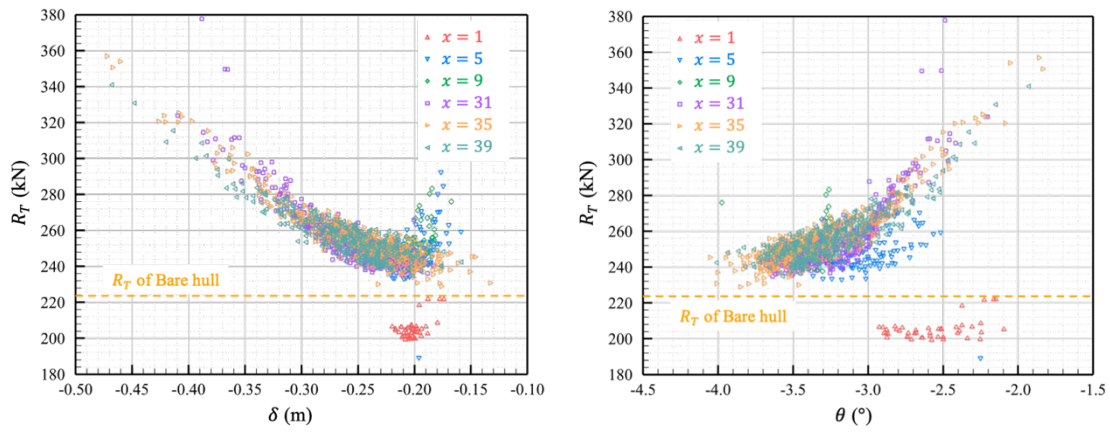 380
360
340
320
300
280
260
240
220
200
180
R_T (kN)
x = 1
x = 5
x = 9
x = 31
x = 35
x = 39
R_T of Bare hull
-0.50 -0.45 -0.40 -0.35 -0.30 -0.25 -0.20 -0.15 -0.10
δ (m)
380
360
340
320
300
280
260
240
220
200
180
R_T (kN)
x = 1
x = 5
x = 9
x = 31
x = 35
x = 39
R_T of Bare hull
-4.5 -4.0 -3.5 -3.0 -2.5 -2.0 -1.5
θ (°)